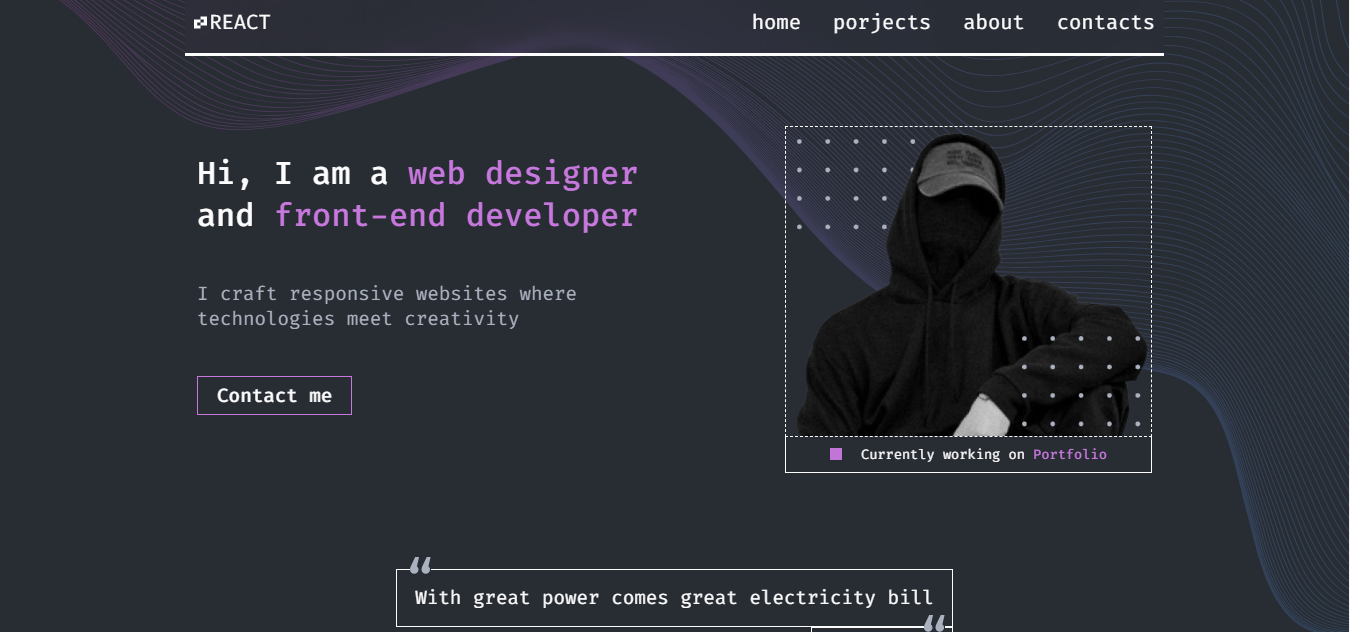 REACT
home porjects about contacts
Hi, I am a web designer
and front-end developer
I craft responsive websites where
technologies meet creativity
Contact me
Currently working on Portfolio
“
With great power comes great electricity bill
“